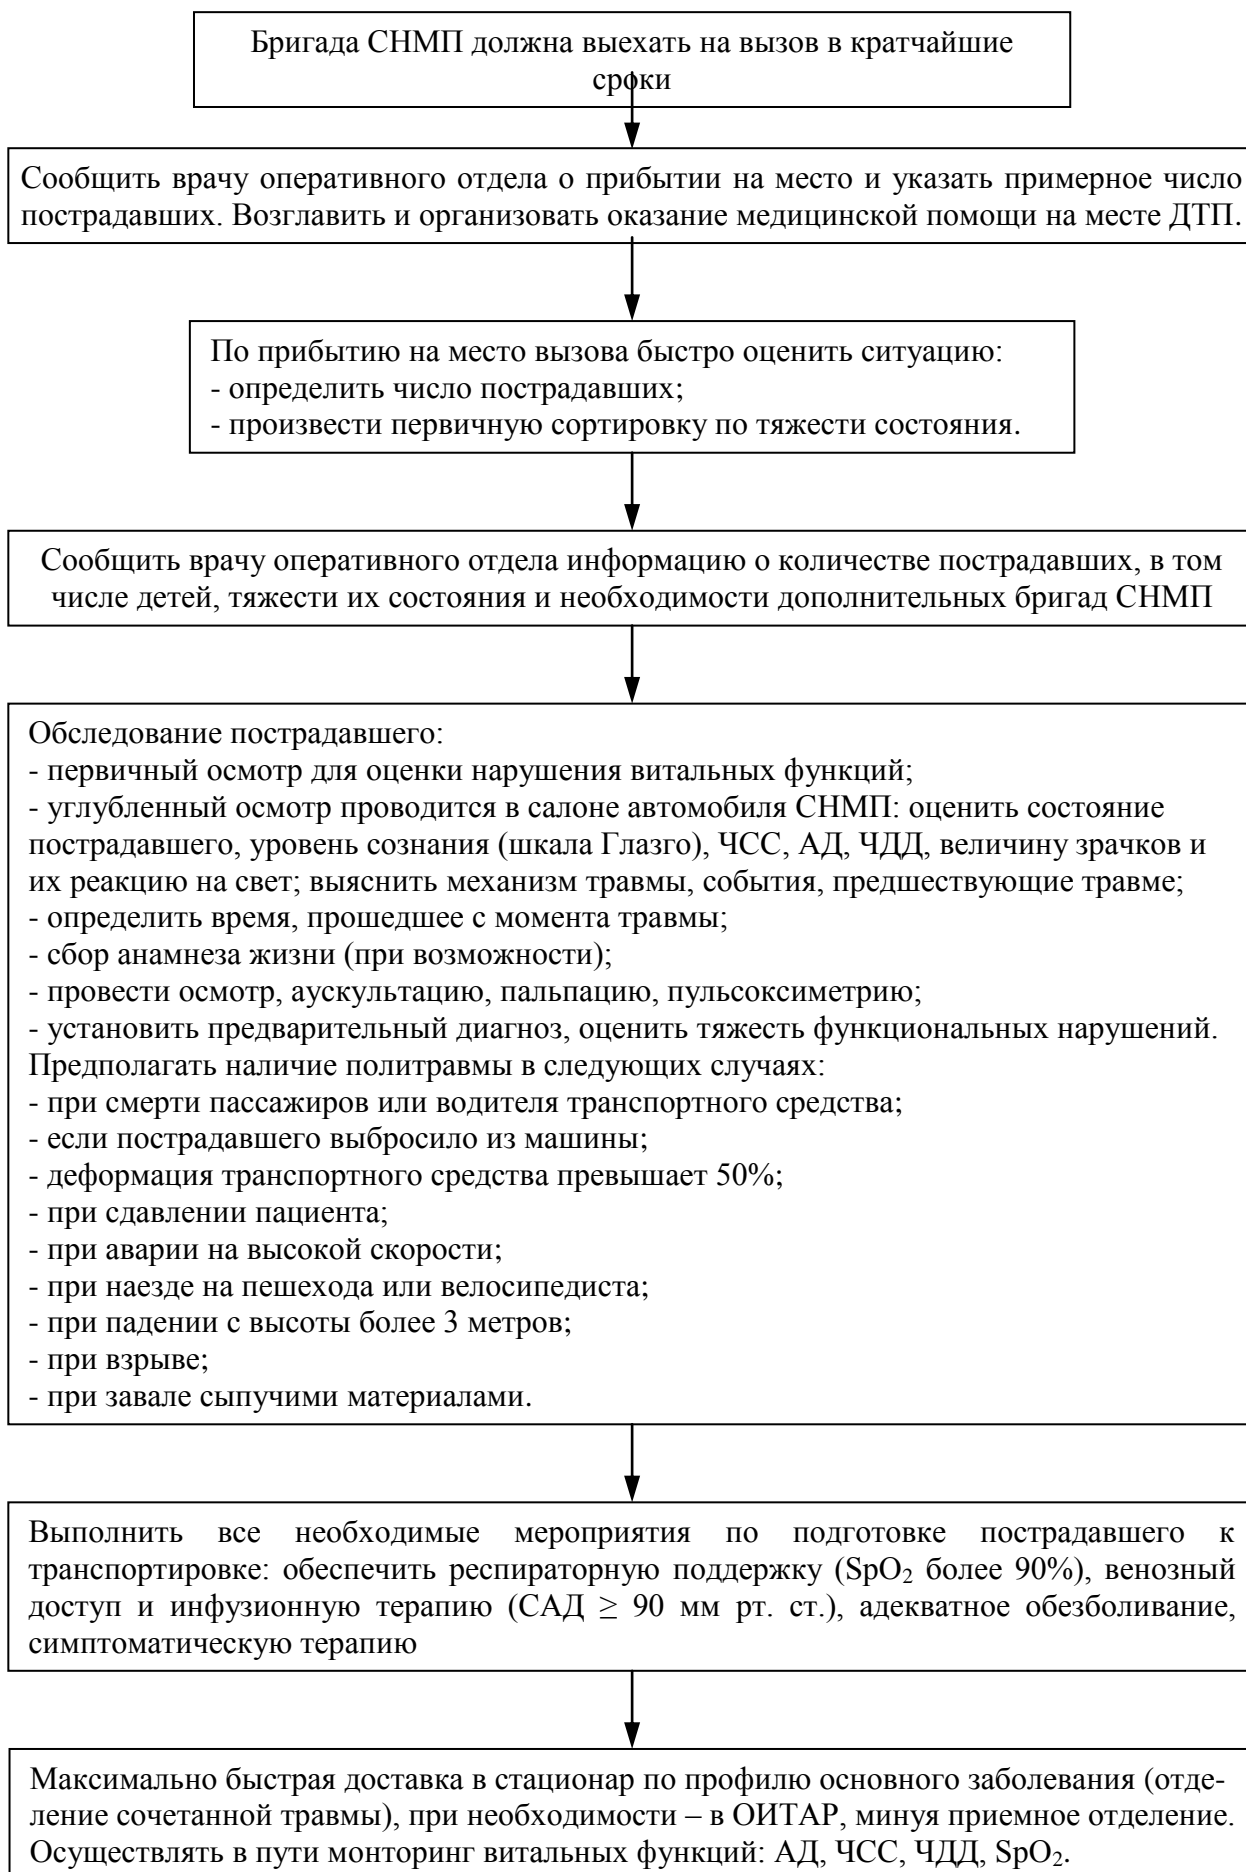 Бригада СНМП должна выехать на вызов в кратчайшие
сроки
Сообщить врачу оперативного отдела о прибытии на место и указать примерное число
пострадавших. Возглавить и организовать оказание медицинской помощи на месте ДТП.
По прибытию на место вызова быстро оценить ситуацию:
- определить число пострадавших;
- произвести первичную сортировку по тяжести состояния.
Сообщить врачу оперативного отдела информацию о количестве пострадавших, в том
числе детей, тяжести их состояния и необходимости дополнительных бригад СНМП
Обследование пострадавшего:
- первичный осмотр для оценки нарушения витальных функций;
- углубленный осмотр проводится в салоне автомобиля СНМП: оценить состояние
пострадавшего, уровень сознания (шкала Глазго), ЧСС, АД, ЧДД, величину зрачков и
их реакцию на свет; выяснить механизм травмы, события, предшествующие травме;
- определить время, прошедшее с момента травмы;
- сбор анамнеза жизни (при возможности);
- провести осмотр, аускультацию, пальпацию, пульсоксиметрию;
- установить предварительный диагноз, оценить тяжесть функциональных нарушений.
Предполагать наличие политравмы в следующих случаях:
- при смерти пассажиров или водителя транспортного средства;
- если пострадавшего выбросило из машины;
- деформация транспортного средства превышает 50%;
- при сдавлении пациента;
- при аварии на высокой скорости;
- при наезде на пешехода или велосипедиста;
- при падении с высоты более 3 метров;
- при взрыве;
- при завале сыпучими материалами.
Выполнить все необходимые мероприятия по подготовке пострадавшего к
транспортировке: обеспечить респираторную поддержку (SpO₂ более 90%), венозный
доступ и инфузионную терапию (САД ≥ 90 мм рт. ст.), адекватное обезболивание,
симптоматическую терапию
Максимально быстрая доставка в стационар по профилю основного заболевания (отде-
ление сочетанной травмы), при необходимости – в ОИТАР, минуя приемное отделение.
Осуществлять в пути мониторинг витальных функций: АД, ЧСС, ЧДД, SpO₂.